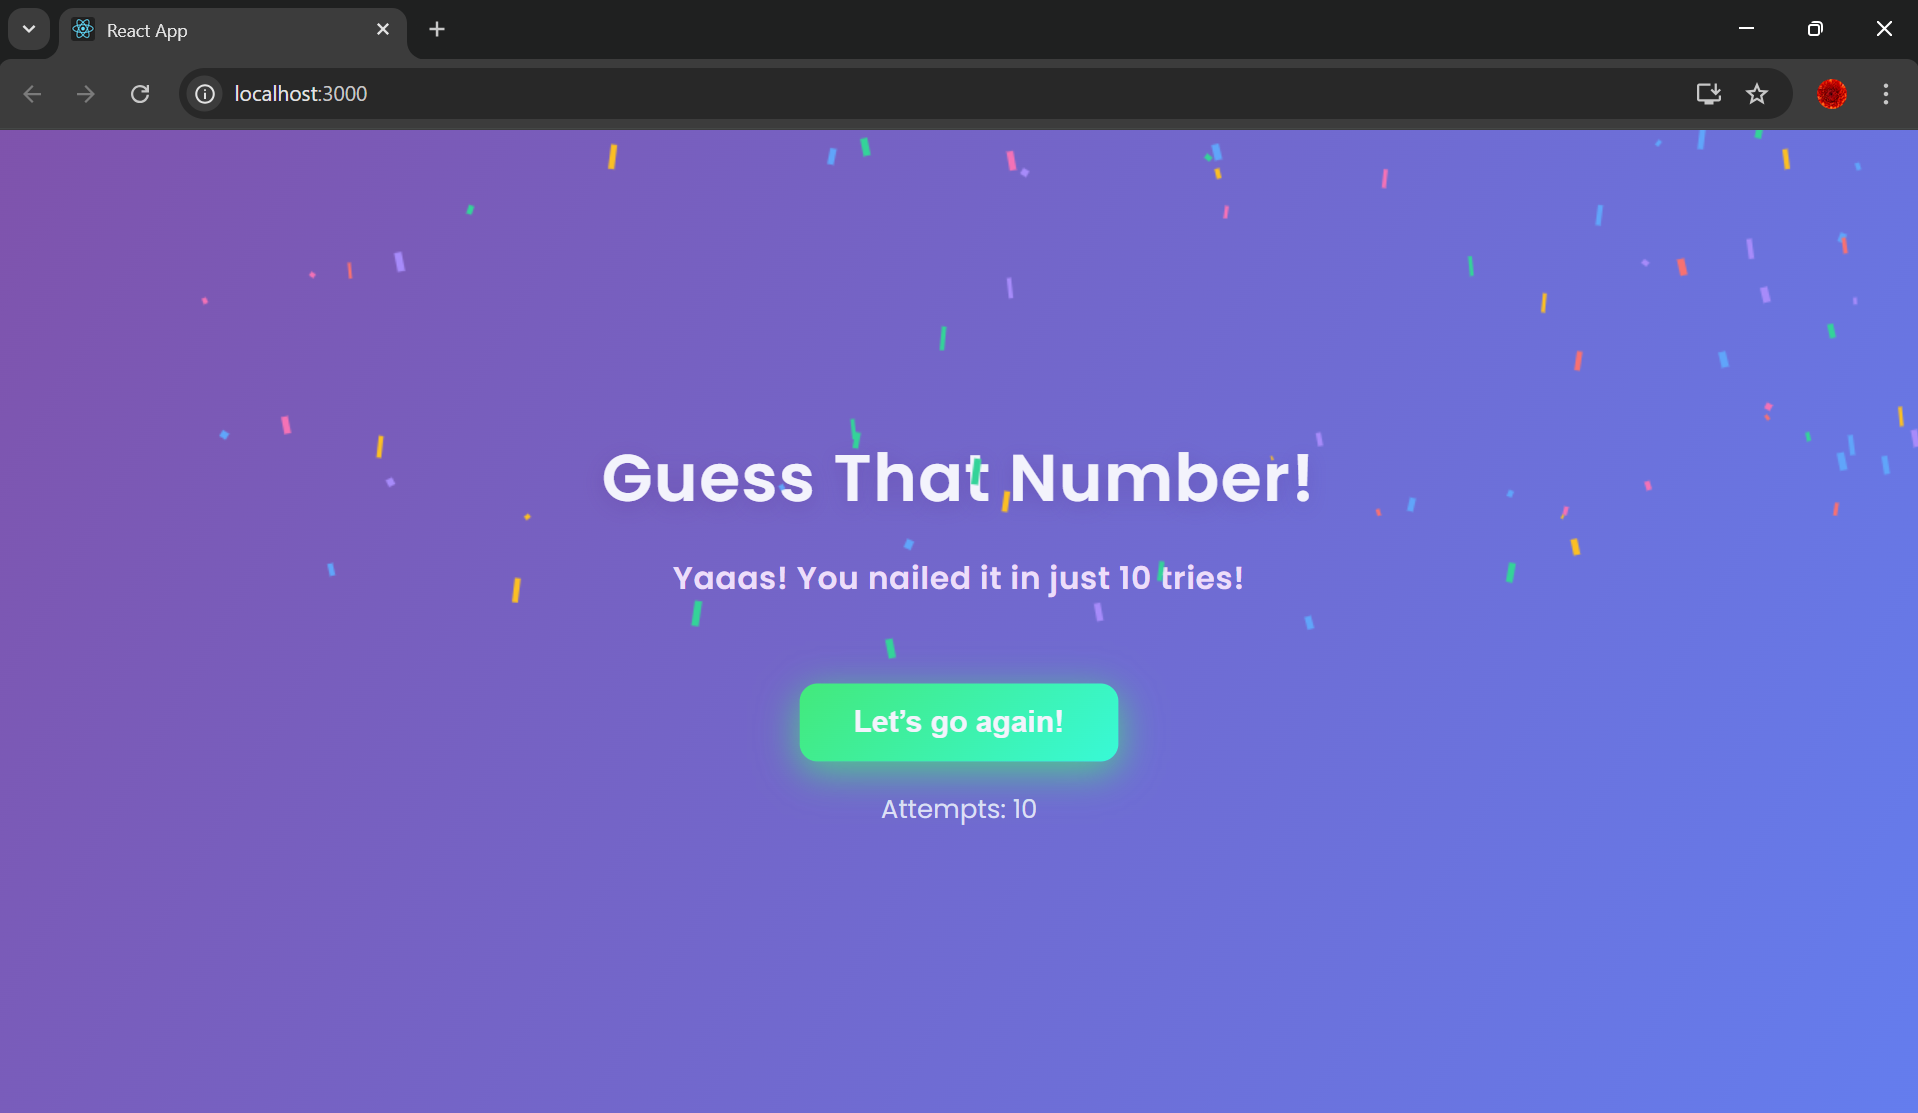 React App
localhost:3000
Guess That Number!
Yaaas! You nailed it in just 10 tries!
Let’s go again!
Attempts: 10